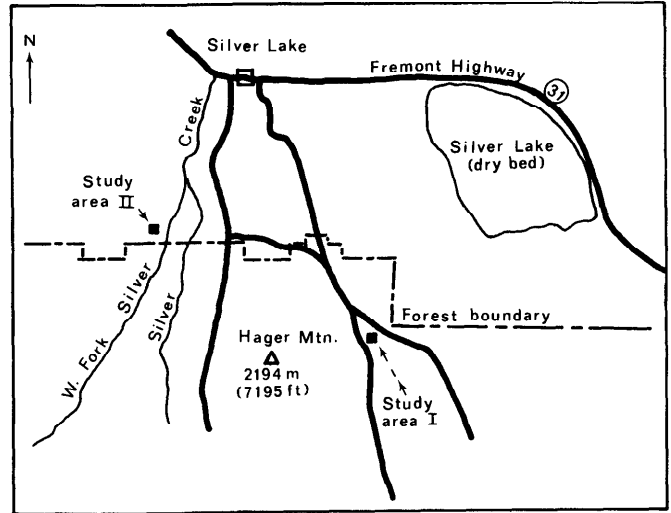 N
Silver Lake
Fremont Highway
31
Silver Lake
(dry bed)
Creek
Study
area II
Silver
W. Fork
Silver
Forest boundary
Hager Mtn.
2194 m
(7195 ft)
Study
area I